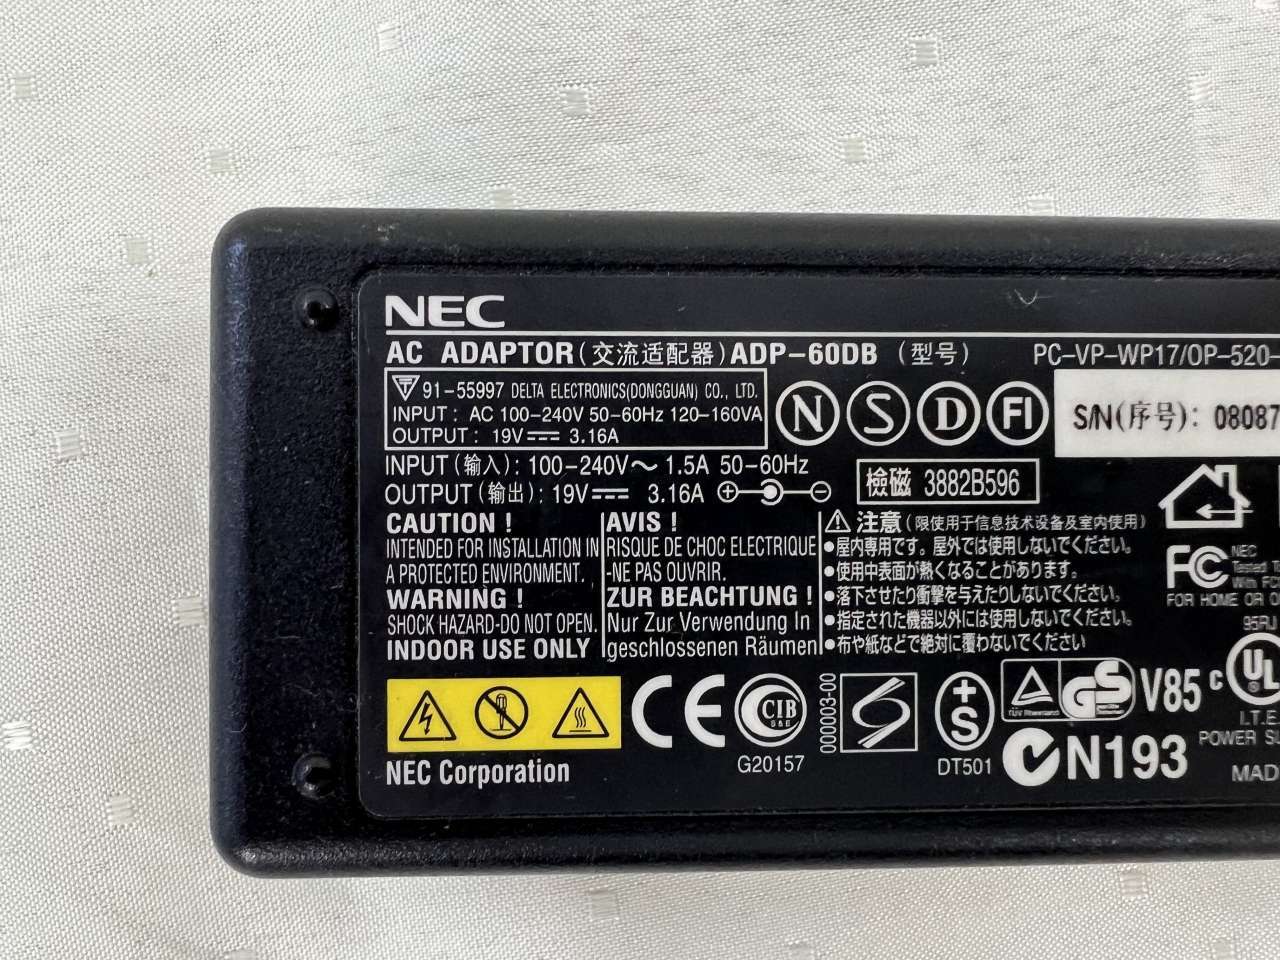 NEC
AC ADAPTOR(交流适配器)ADP-60DB (型号) PC-VP-WP17/OP-520-
91-55997 DELTA ELECTRONICS(DONGGUAN) CO., LTD.
INPUT: AC 100-240V 50-60Hz 120-160VA
OUTPUT: 19V 3.16A
N S D FI
S/N(序号): 08087
INPUT(输入): 100-240V~ 1.5A 50-60Hz
OUTPUT(输出): 19V 3.16A
檢磁 3882B596
CAUTION !
INTENDED FOR INSTALLATION IN
A PROTECTED ENVIRONMENT.
WARNING !
SHOCK HAZARD-DO NOT OPEN.
INDOOR USE ONLY
AVIS !
RISQUE DE CHOC ELECTRIQUE
-NE PAS OUVRIR.
ZUR BEACHTUNG !
Nur Zur Verwendung In
geschlossenen Räumen
注意(限使用于信息技术设备及室内使用)
●屋内専用です。屋外では使用しないでください。
●使用中表面が熱くなることがあります。
●落下させたり衝撃を与えたりしないでください。
●指定された機器以外には使用しないでください。
●布や紙などで絶対に覆わないでください
FC NEC
Tested T
With FC
FOR HOME OR O
95RJ
CE
CIB
S&E
G20157
000003-00
+S
DT501
TÜV Rheinland
GS
V85
c UL
I.T.E
POWER SU
N193
MAD
NEC Corporation